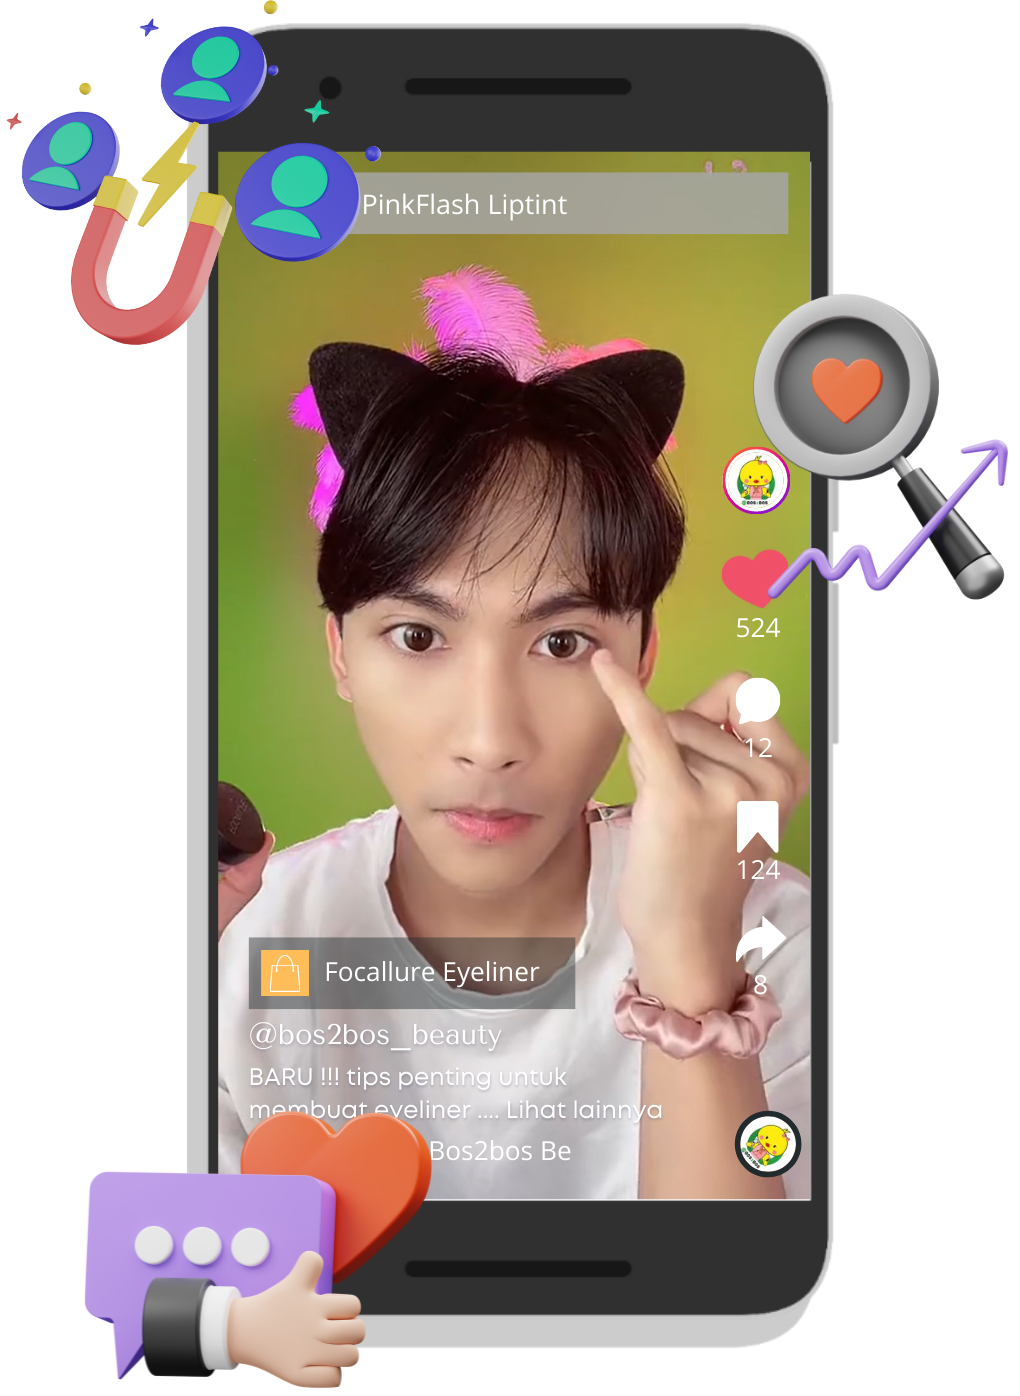 PinkFlash Liptint
524
12
124
8
Focallure Eyeliner
@bos2bos_beauty
BARU !!! tips penting untuk
membuat eyeliner .... Lihat lainnya
Bos2bos Be